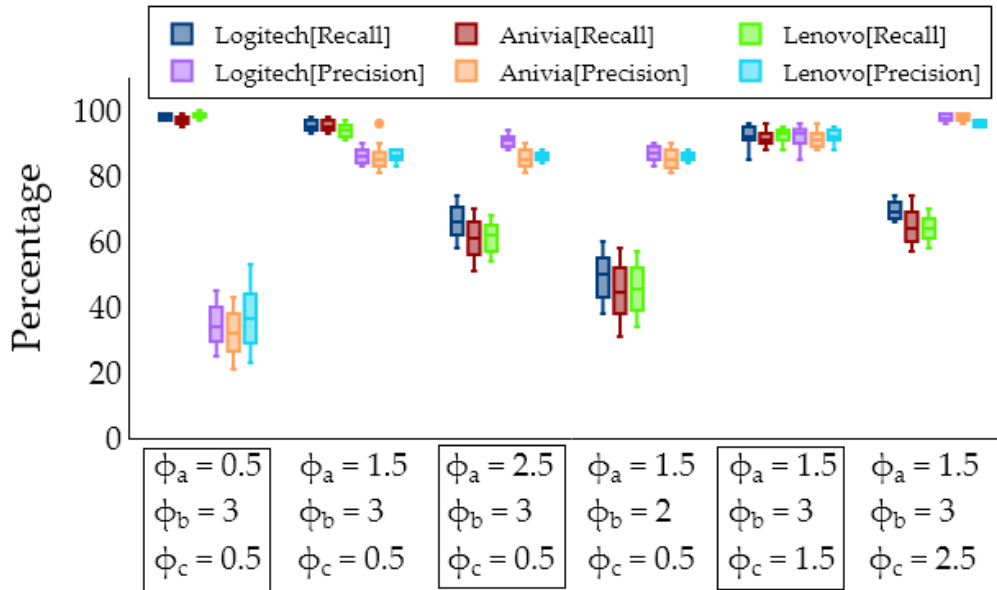 Logitech[Recall] Anivia[Recall] Lenovo[Recall]
Logitech[Precision] Anivia[Precision] Lenovo[Precision]
Percentage
100
80
60
40
20
0
ϕa = 0.5 ϕa = 1.5 ϕa = 2.5 ϕa = 1.5 ϕa = 1.5 ϕa = 1.5
ϕb = 3 ϕb = 3 ϕb = 3 ϕb = 2 ϕb = 3 ϕb = 3
ϕc = 0.5 ϕc = 0.5 ϕc = 0.5 ϕc = 0.5 ϕc = 1.5 ϕc = 2.5